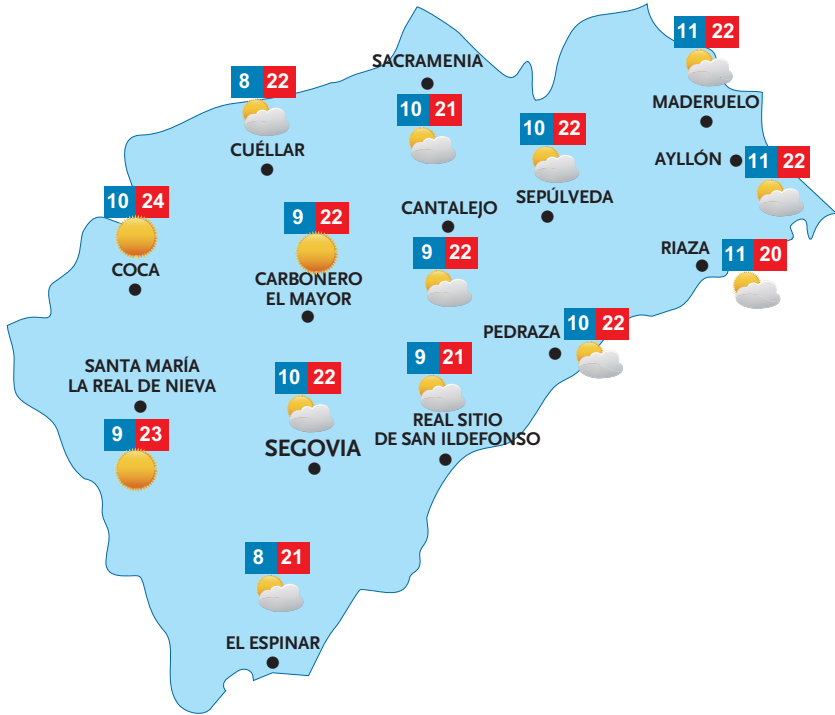 11 22
MADERUELO
SACRAMENIA
10 21
8 22
CUÉLLAR
10 22
SEPÚLVEDA
AYLLÓN
11 22
10 24
COCA
9 22
CARBONERO
EL MAYOR
CANTALEJO
9 22
RIAZA
11 20
PEDRAZA
10 22
SANTA MARÍA
LA REAL DE NIEVA
9 23
10 22
SEGOVIA
9 21
REAL SITIO
DE SAN ILDEFONSO
8 21
EL ESPINAR